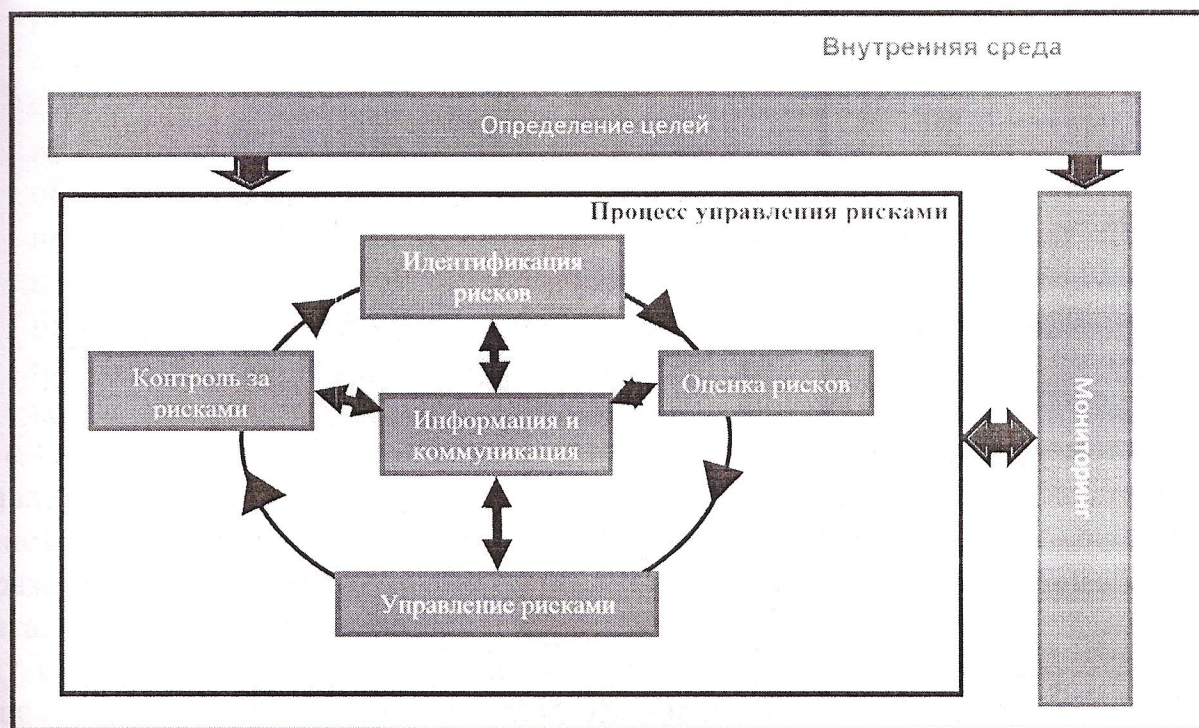 Внутренняя среда
Определение целей
Процесс управления рисками
Идентификация
рисков
Контроль за
рисками
Оценка рисков
Информация и
коммуникация
Мониторинг
Управление рисками